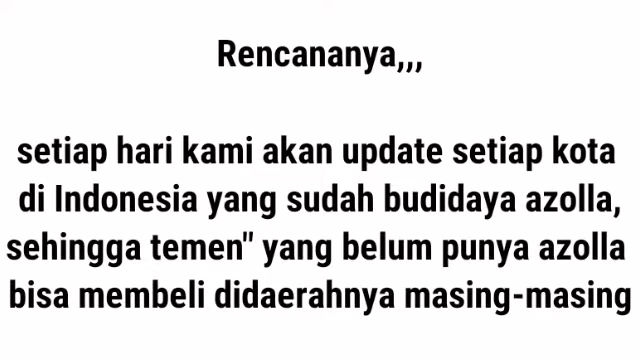 Rencananya,,,
setiap hari kami akan update setiap kota
di Indonesia yang sudah budidaya azolla,
sehingga temen" yang belum punya azolla
bisa membeli didaerahnya masing-masing